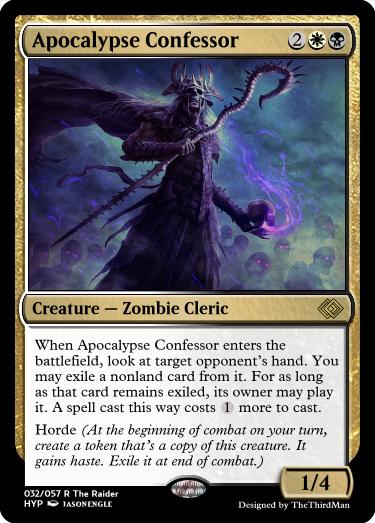 Apocalypse Confessor 2
Creature — Zombie Cleric
When Apocalypse Confessor enters the
battlefield, look at target opponent's hand. You
may exile a nonland card from it. For as long
as that card remains exiled, its owner may play
it. A spell cast this way costs 1 more to cast.
Horde (At the beginning of combat on your turn,
create a token that's a copy of this creature. It
gains haste. Exile it at end of combat.)
1/4
032/057 R The Raider
HYP JASONENGLE
Designed by TheThirdMan